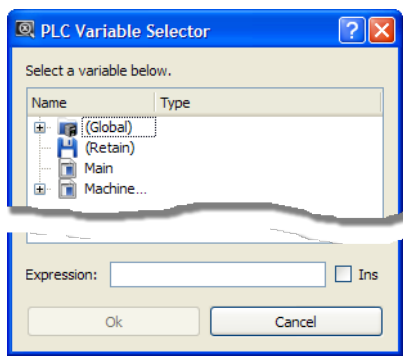 PLC Variable Selector
Select a variable below.
Name Type
(Global)
(Retain)
Main
Machine...
Expression: Ins
Ok Cancel